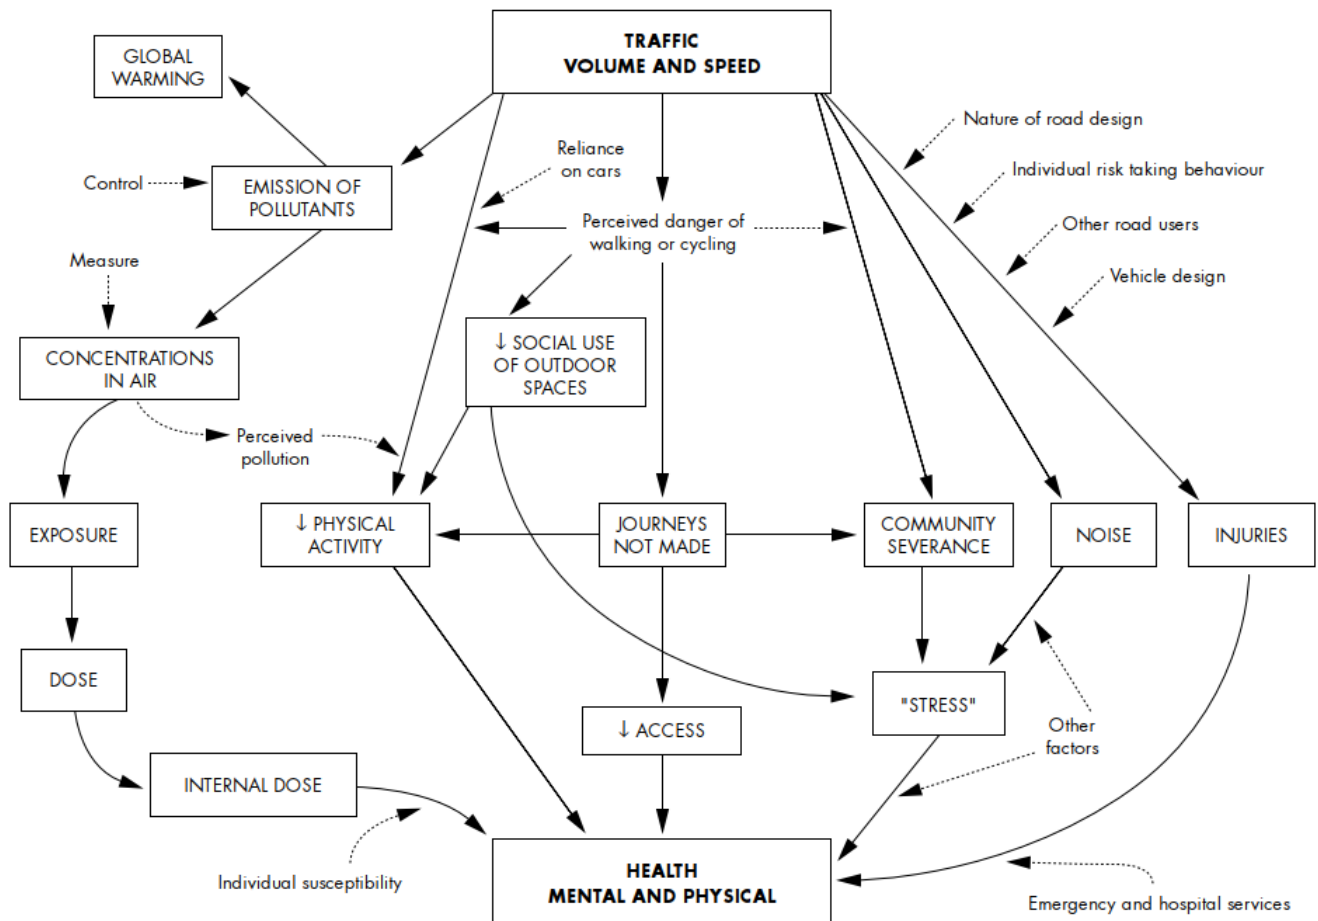 TRAFFIC
VOLUME AND SPEED
GLOBAL
WARMING
Nature of road design
Reliance
on cars
Individual risk taking behaviour
Control
EMISSION OF
POLLUTANTS
Perceived danger of
walking or cycling
Other road users
Measure
Vehicle design
CONCENTRATIONS
IN AIR
↓ SOCIAL USE
OF OUTDOOR
SPACES
Perceived
pollution
EXPOSURE
↓ PHYSICAL
ACTIVITY
JOURNEYS
NOT MADE
COMMUNITY
SEVERANCE
NOISE
INJURIES
DOSE
"STRESS"
↓ ACCESS
Other
factors
INTERNAL DOSE
HEALTH
MENTAL AND PHYSICAL
Individual susceptibility
Emergency and hospital services